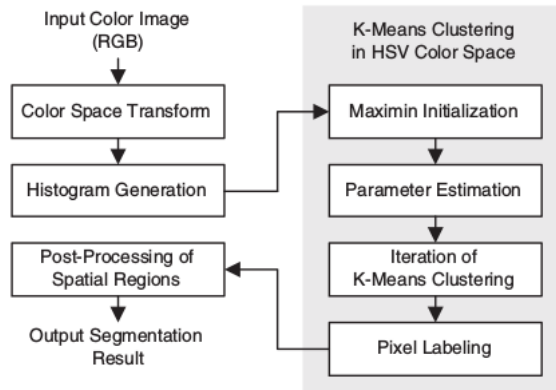 Input Color Image
(RGB)
Color Space Transform
Histogram Generation
K-Means Clustering
in HSV Color Space
Maximin Initialization
Parameter Estimation
Iteration of
K-Means Clustering
Pixel Labeling
Post-Processing of
Spatial Regions
Output Segmentation
Result